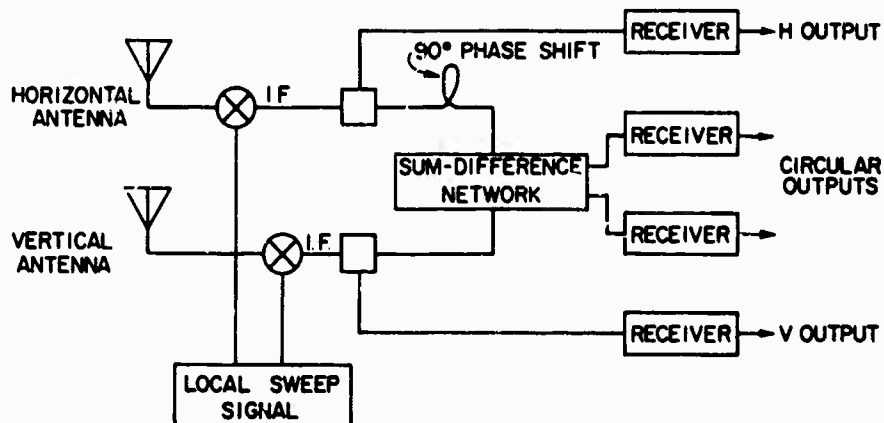 RECEIVER
H OUTPUT
90° PHASE SHIFT
I F
HORIZONTAL
ANTENNA
RECEIVER
SUM-DIFFERENCE
NETWORK
CIRCULAR
OUTPUTS
VERTICAL
ANTENNA
I.F.
RECEIVER
RECEIVER
V OUTPUT
LOCAL SWEEP
SIGNAL